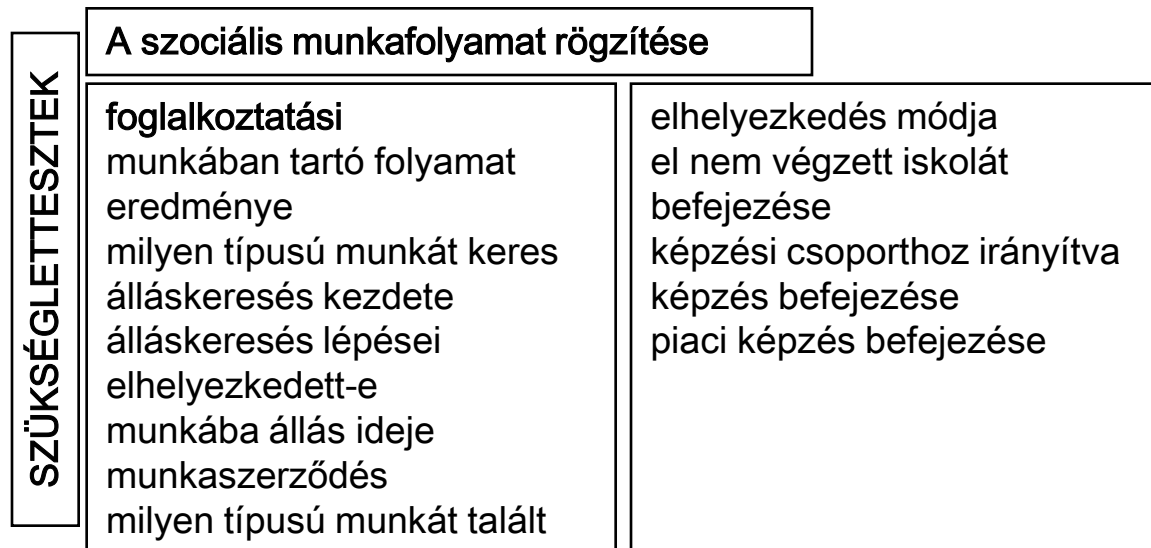 SZÜKSÉGLETTESZTEK
A szociális munkafolyamat rögzítése
foglalkoztatási
munkában tartó folyamat
eredménye
milyen típusú munkát keres
álláskeresés kezdete
álláskeresés lépései
elhelyezkedett-e
munkába állás ideje
munkaszerződés
milyen típusú munkát talált
elhelyezkedés módja
el nem végzett iskolát
befejezése
képzési csoporthoz irányítva
képzés befejezése
piaci képzés befejezése